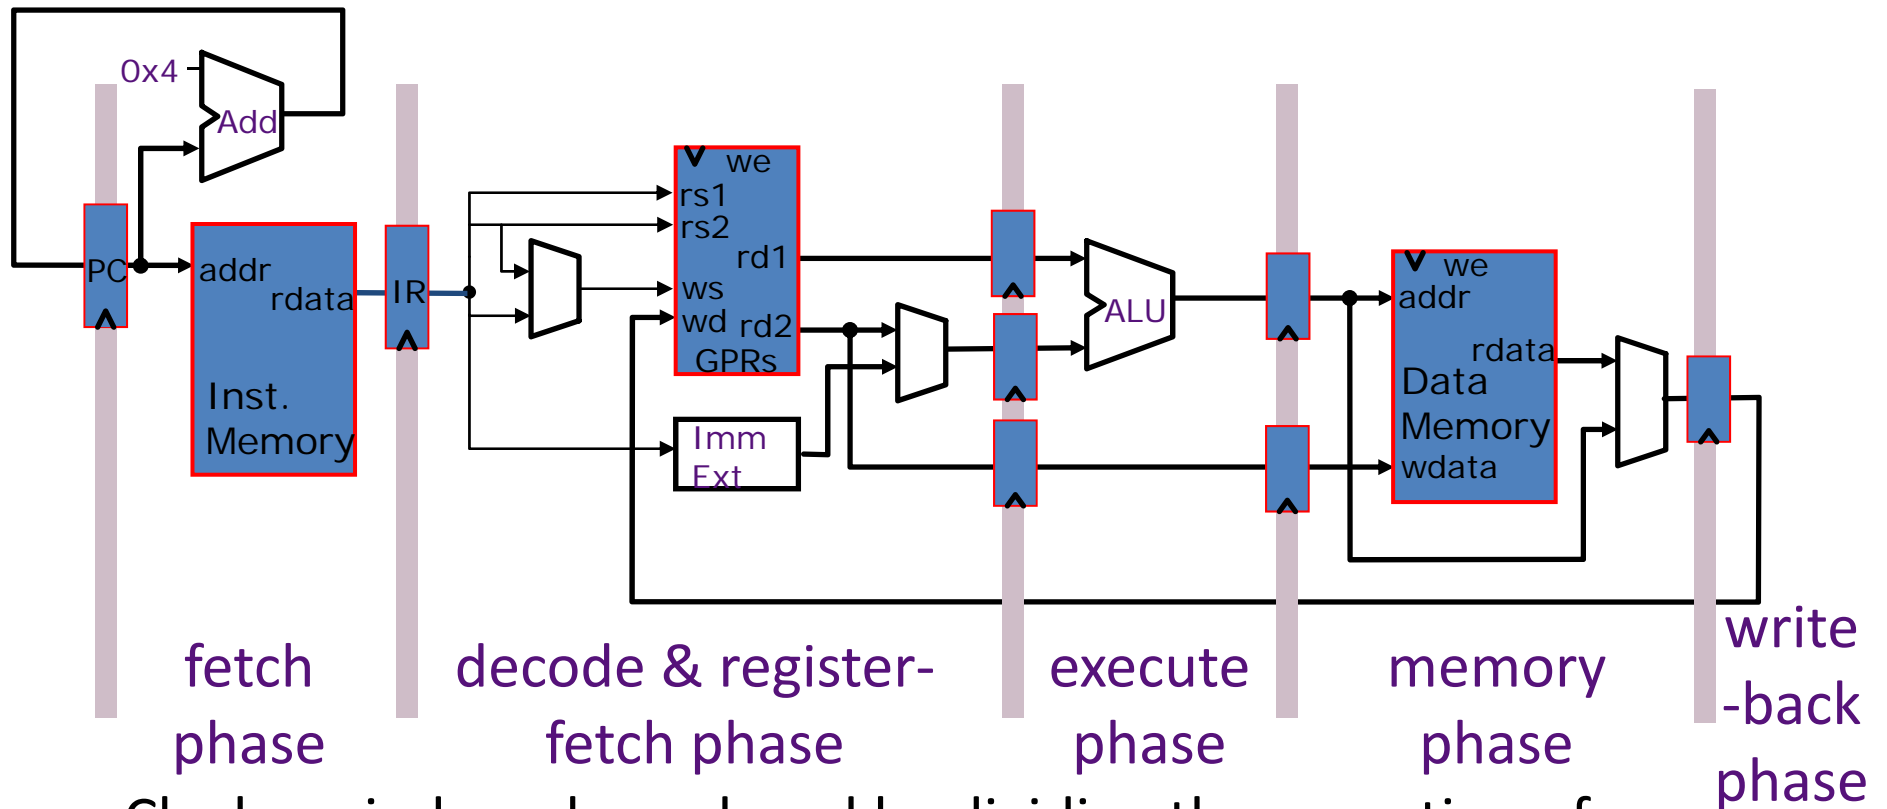 0x4
Add
PC
addr
rdata
Inst.
Memory
IR
we
rs1
rs2
rd1
ws
wd rd2
GPRs
Imm
Ext
ALU
we
addr
rdata
Data
Memory
wdata
fetch
phase
decode & register-
fetch phase
execute
phase
memory
phase
write
-back
phase